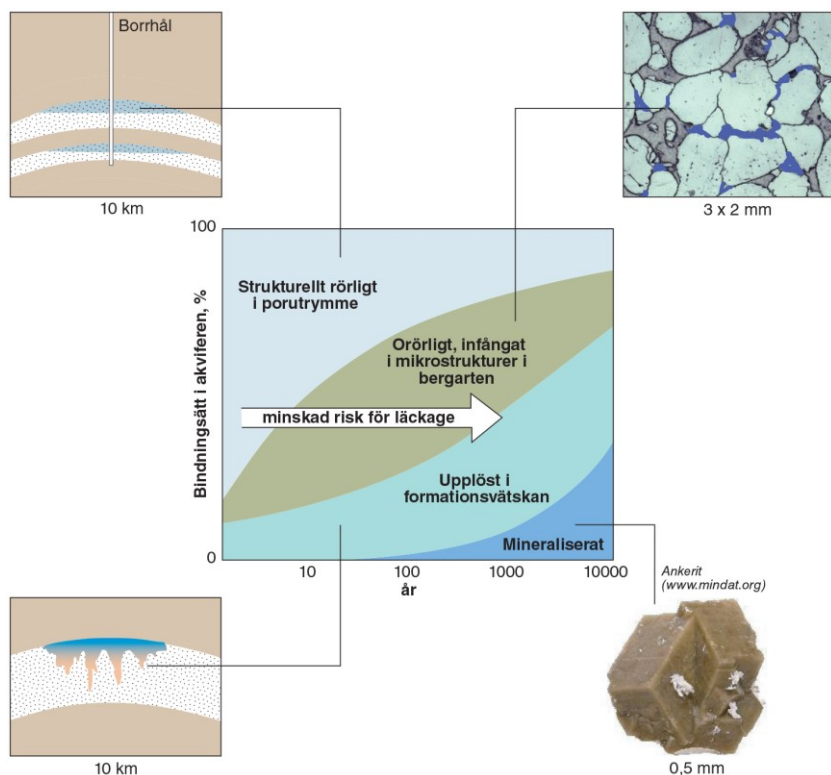 Borrhål
10 km
3 x 2 mm
100
Bindningsätt i akviferen, %
Strukturellt rörligt
i porutrymme
Orörligt, infångat
i mikrostrukturer i
bergarten
minskad risk för läckage
Upplöst i
formationsvätskan
Mineraliserat
0
10 100 1000 10000
år
Ankerit
(www.mindat.org)
10 km
0,5 mm